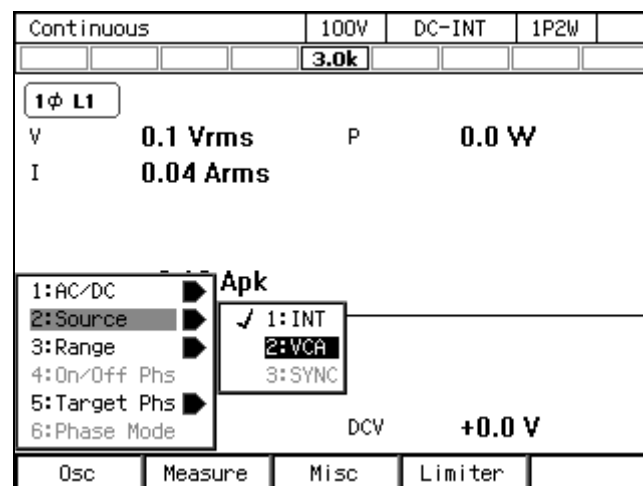 Continuous 100V DC-INT 1P2W
3.0k
1ϕ L1
V 0.1 Vrms P 0.0 W
I 0.04 Arms
Apk
1:AC/DC
2:Source
3:Range
4:On/Off Phs
5:Target Phs
6:Phase Mode
✓ 1:INT
2:VCA
3:SYNC
DCV +0.0 V
Osc Measure Misc Limiter